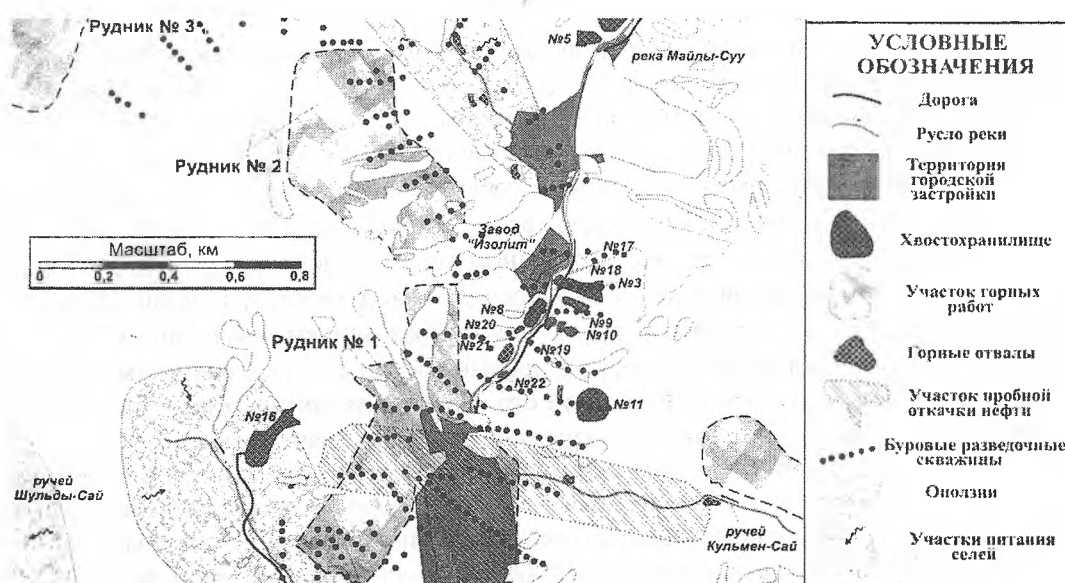 Рудник № 3
№5
река Майлы-Суу
Рудник № 2
Завод
"Изолит"
№17
№18
№3
Масштаб, км
0 0,2 0,4 0,6 0,8
№8
№20
№9
№10
№21
№19
Рудник № 1
№22
№11
№16
ручей
Шульды-Сай
ручей
Кульмен-Сай
УСЛОВНЫЕ
ОБОЗНАЧЕНИЯ
Дорога
Русло реки
Территория
городской
застройки
Хвостохранилище
Участок горных
работ
Горные отвалы
Участок пробной
откачки нефти
Буровые разведочные
скважины
Оползни
Участки питания
селей